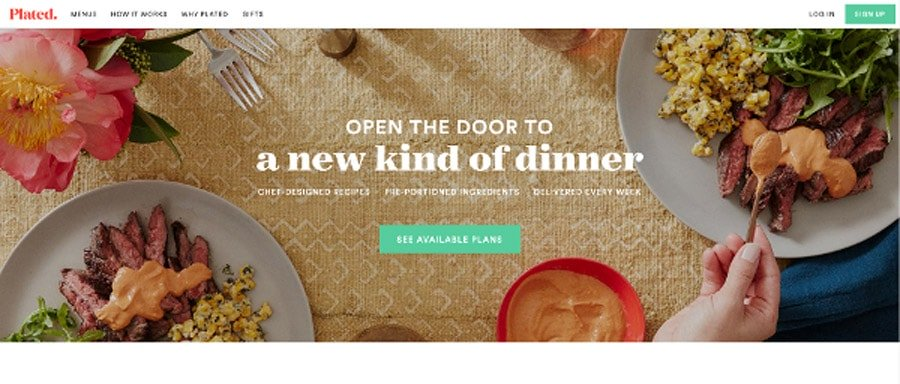 Plated. MENUS HOW IT WORKS WHY PLATED GIFTS LOG IN SIGN UP
OPEN THE DOOR TO
a new kind of dinner
CHEF-DESIGNED RECIPES PRE-PORTIONED INGREDIENTS DELIVERED EVERY WEEK
SEE AVAILABLE PLANS